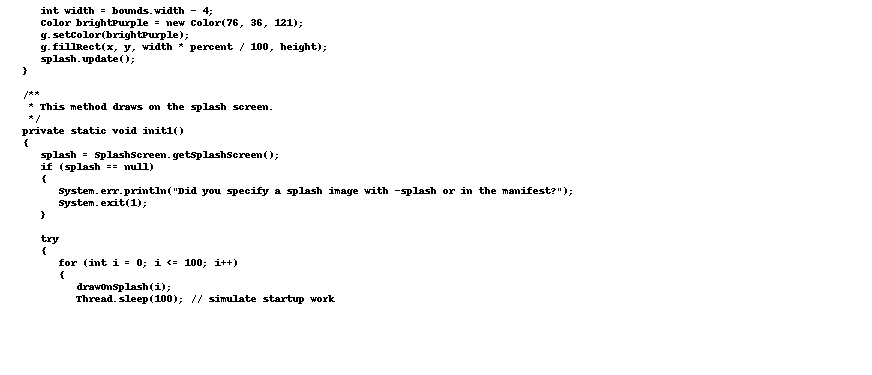 int width = bounds.width - 4;
Color brightPurple = new Color(76, 36, 121);
g.setColor(brightPurple);
g.fillRect(x, y, width * percent / 100, height);
splash.update();
}
/**
* This method draws on the splash screen.
*/
private static void init1()
{
splash = SplashScreen.getSplashScreen();
if (splash == null)
{
System.err.println("Did you specify a splash image with -splash or in the manifest?");
System.exit(1);
}
try
{
for (int i = 0; i <= 100; i++)
{
drawOnSplash(i);
Thread.sleep(100); // simulate startup work